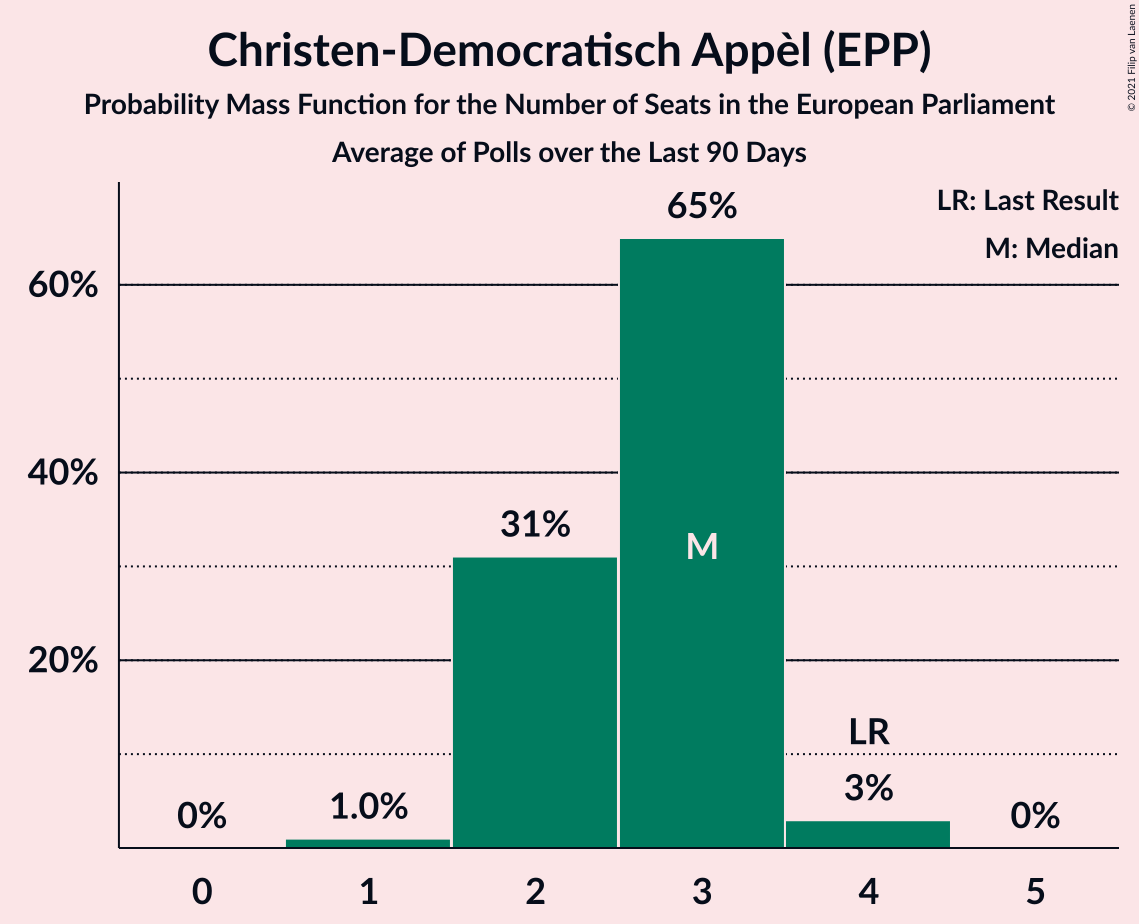 Christen-Democratisch Appèl (EPP)
Probability Mass Function for the Number of Seats in the European Parliament
Average of Polls over the Last 90 Days
© 2021 Filip van Laenen
LR: Last Result
M: Median
60%
40%
20%
0%
1.0%
31%
65%
M
LR
3%
0%
0 1 2 3 4 5